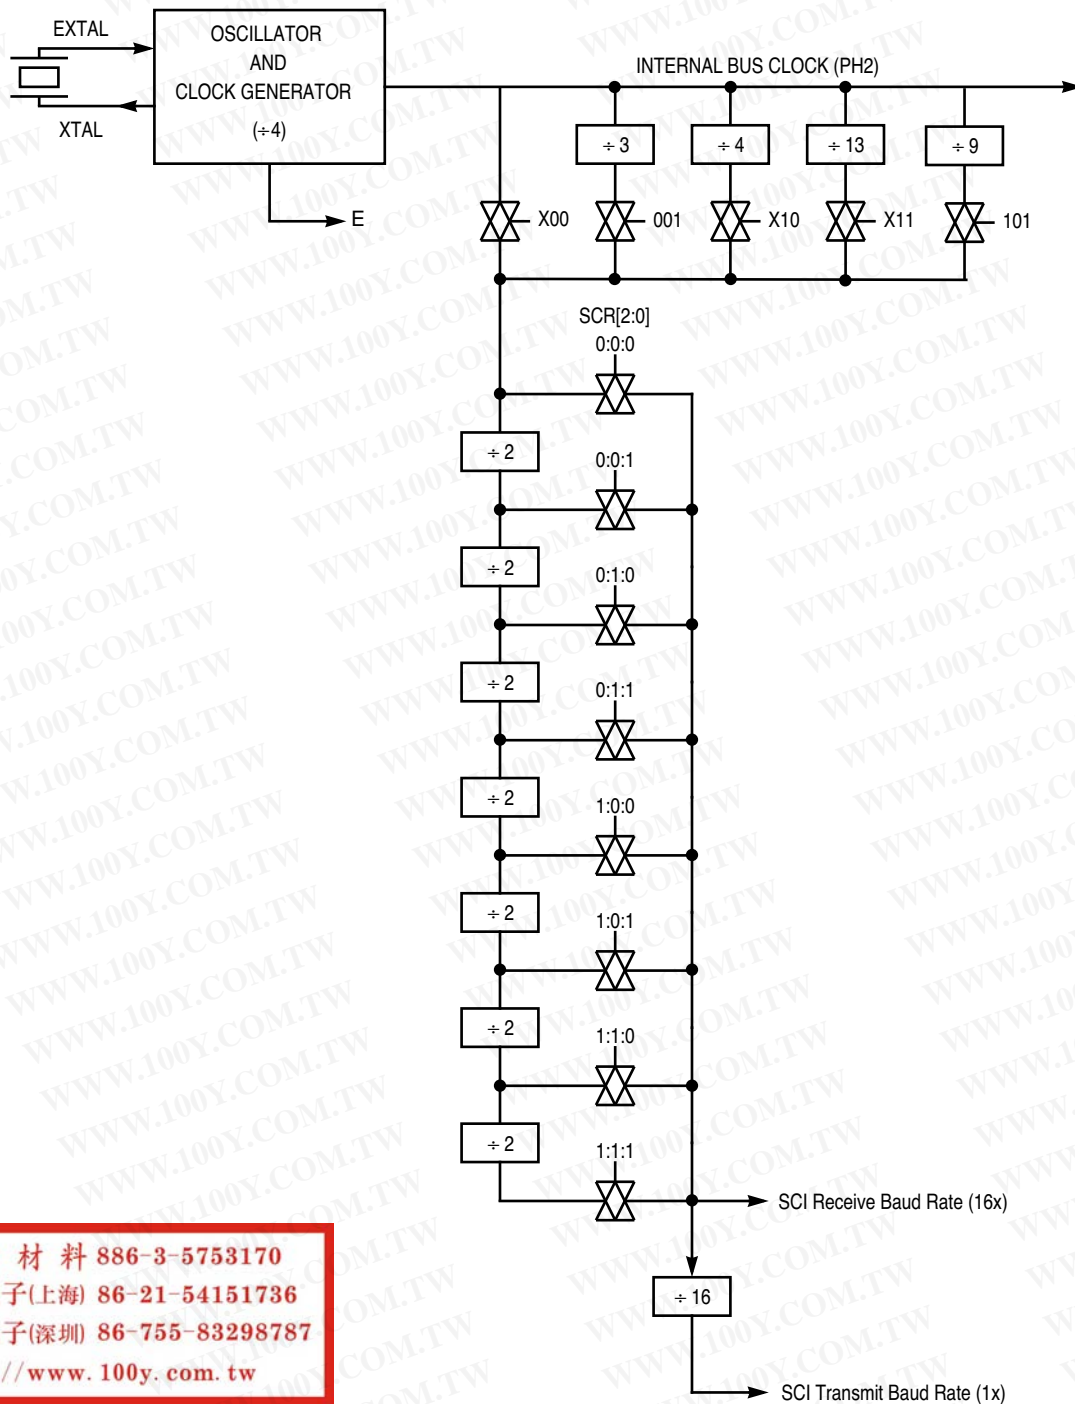 EXTAL
XTAL
OSCILLATOR
AND
CLOCK GENERATOR
(÷4)
E
INTERNAL BUS CLOCK (PH2)
÷ 3
÷ 4
÷ 13
÷ 9
X00
001
X10
X11
101
SCR[2:0]
0:0:0
÷ 2
0:0:1
÷ 2
0:1:0
÷ 2
0:1:1
÷ 2
1:0:0
÷ 2
1:0:1
÷ 2
1:1:0
÷ 2
1:1:1
SCI Receive Baud Rate (16x)
÷ 16
SCI Transmit Baud Rate (1x)
材 料 886-3-5753170
子(上海) 86-21-54151736
子(深圳) 86-755-83298787
//www.100y.com.tw
WWW.100Y.COM.TW